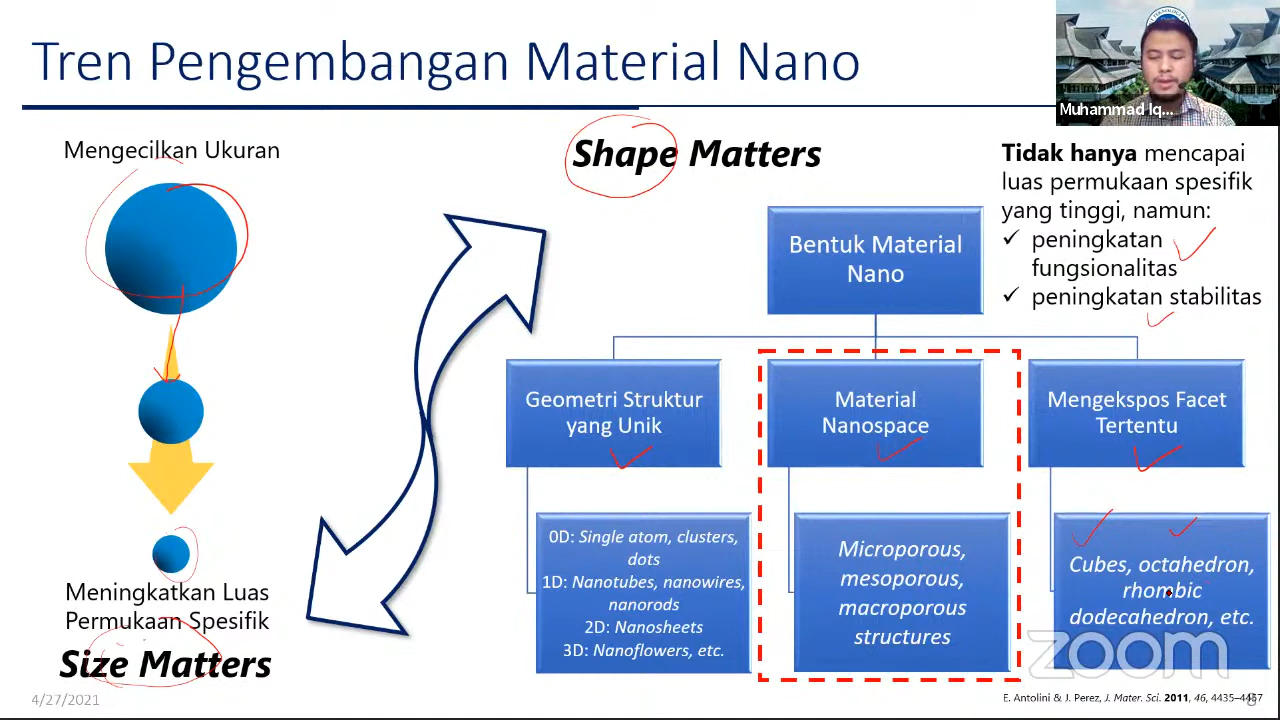 Tren Pengembangan Material Nano
Muhammad Iq...
Mengecilkan Ukuran
Meningkatkan Luas
Permukaan Spesifik
Size Matters
Shape Matters
Tidak hanya mencapai
luas permukaan spesifik
yang tinggi, namun:
✓ peningkatan
fungsionalitas
✓ peningkatan stabilitas
Bentuk Material
Nano
Geometri Struktur
yang Unik
Material
Nanospace
Mengekspos Facet
Tertentu
0D: Single atom, clusters,
dots
1D: Nanotubes, nanowires,
nanorods
2D: Nanosheets
3D: Nanoflowers, etc.
Microporous,
mesoporous,
macroporous
structures
Cubes, octahedron,
rhombic
dodecahedron, etc.
zoom
4/27/2021
E. Antolini & J. Perez, J. Mater. Sci. 2011, 46, 4435–4457
8